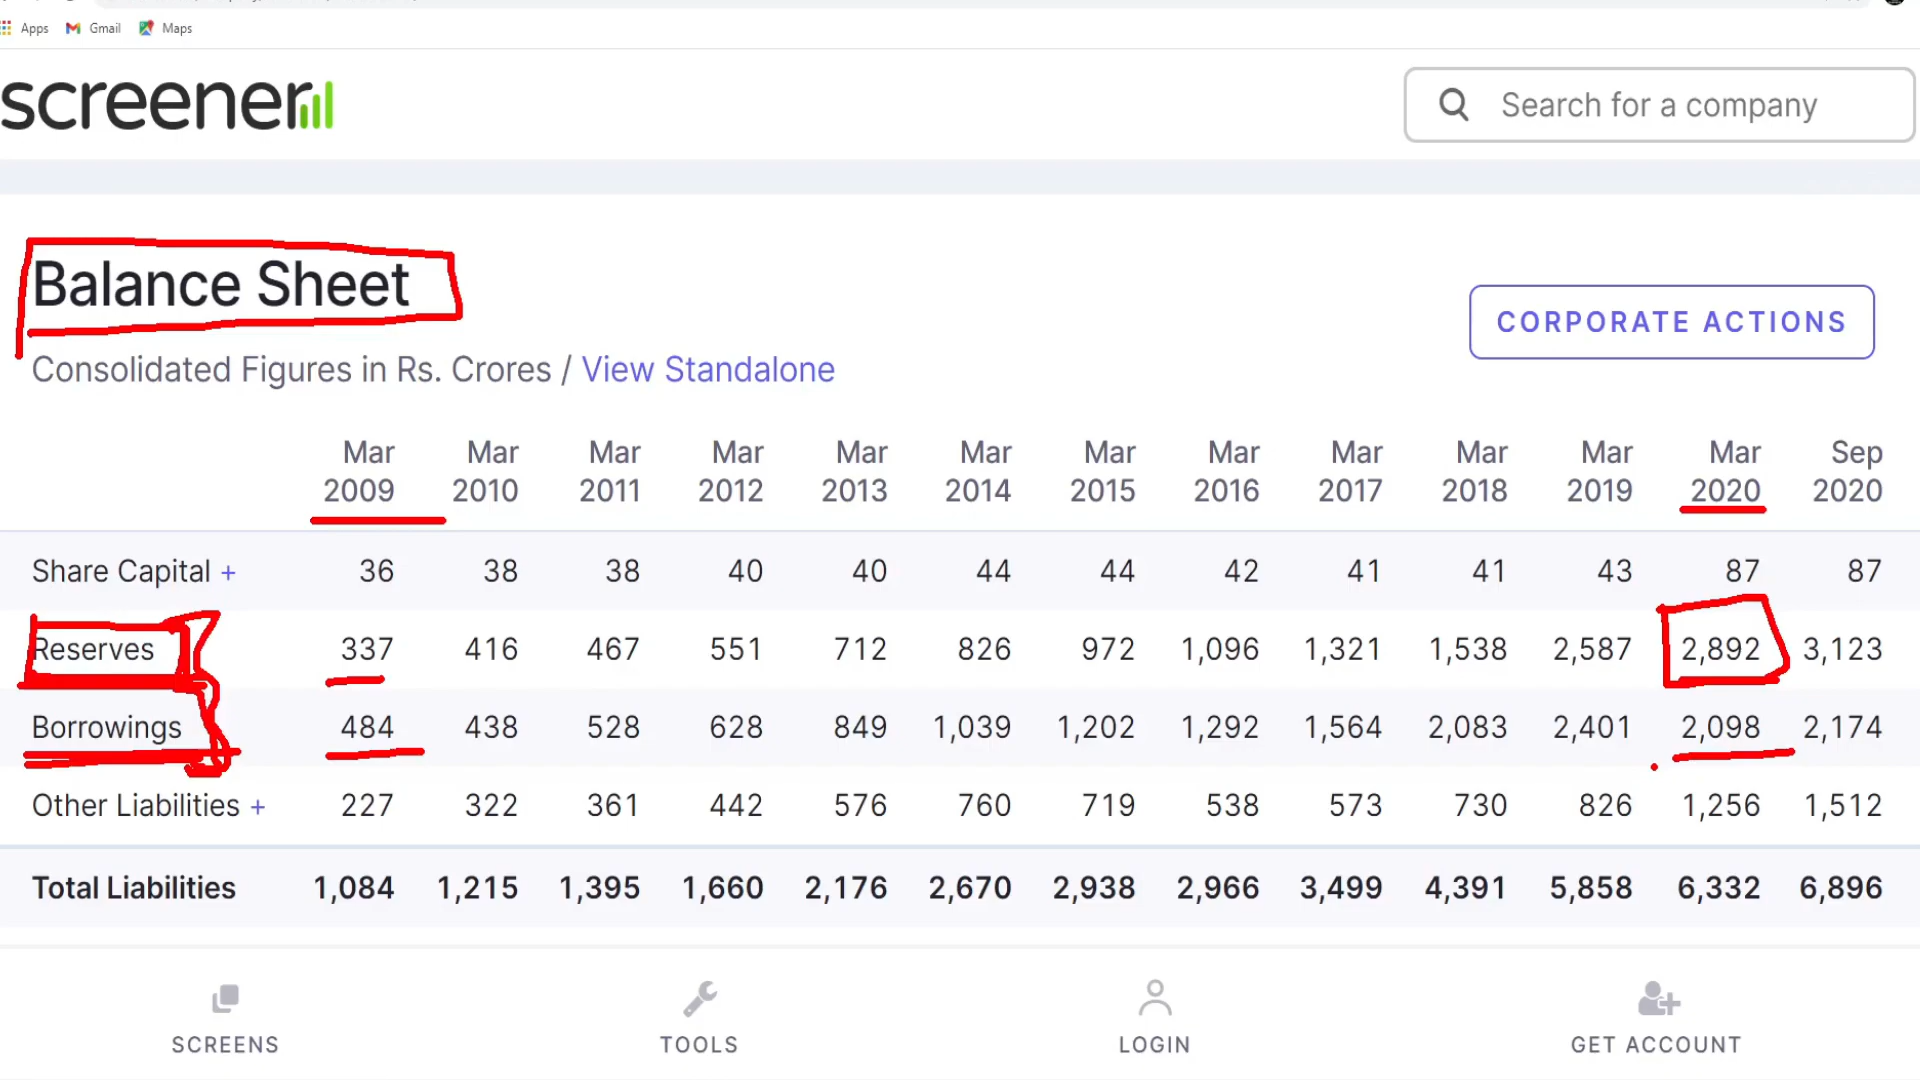 Apps Gmail Maps
screener
Search for a company
Balance Sheet
CORPORATE ACTIONS
Consolidated Figures in Rs. Crores / View Standalone
Mar 2009 Mar 2010 Mar 2011 Mar 2012 Mar 2013 Mar 2014 Mar 2015 Mar 2016 Mar 2017 Mar 2018 Mar 2019 Mar 2020 Sep 2020
Share Capital + 36 38 38 40 40 44 44 42 41 41 43 87 87
Reserves 337 416 467 551 712 826 972 1,096 1,321 1,538 2,587 2,892 3,123
Borrowings 484 438 528 628 849 1,039 1,202 1,292 1,564 2,083 2,401 2,098 2,174
Other Liabilities + 227 322 361 442 576 760 719 538 573 730 826 1,256 1,512
Total Liabilities 1,084 1,215 1,395 1,660 2,176 2,670 2,938 2,966 3,499 4,391 5,858 6,332 6,896
SCREENS TOOLS LOGIN GET ACCOUNT